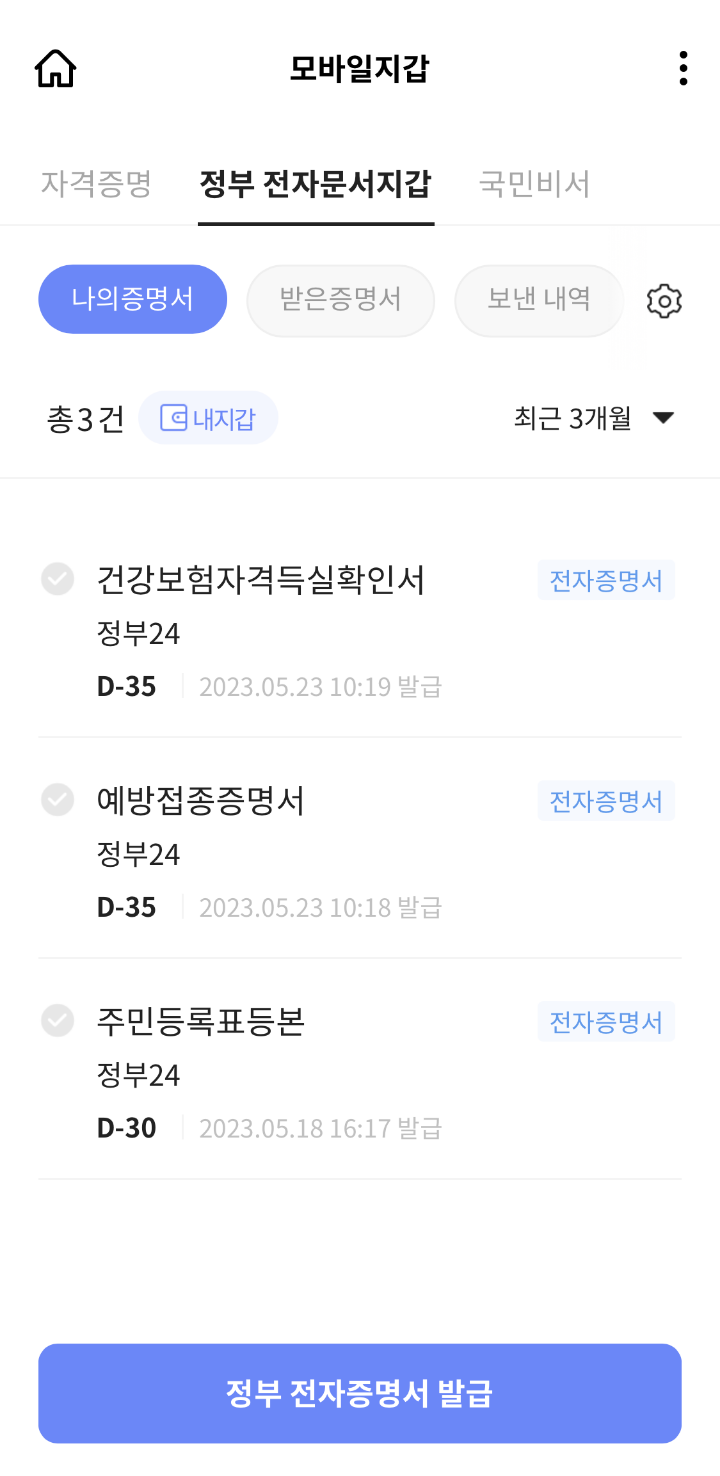 모바일지갑
자격증명 정부 전자문서지갑 국민비서
나의증명서 받은증명서 보낸 내역
총3건 내지갑 최근 3개월
건강보험자격득실확인서 전자증명서
정부24
D-35 2023.05.23 10:19 발급
예방접종증명서 전자증명서
정부24
D-35 2023.05.23 10:18 발급
주민등록표등본 전자증명서
정부24
D-30 2023.05.18 16:17 발급
정부 전자증명서 발급